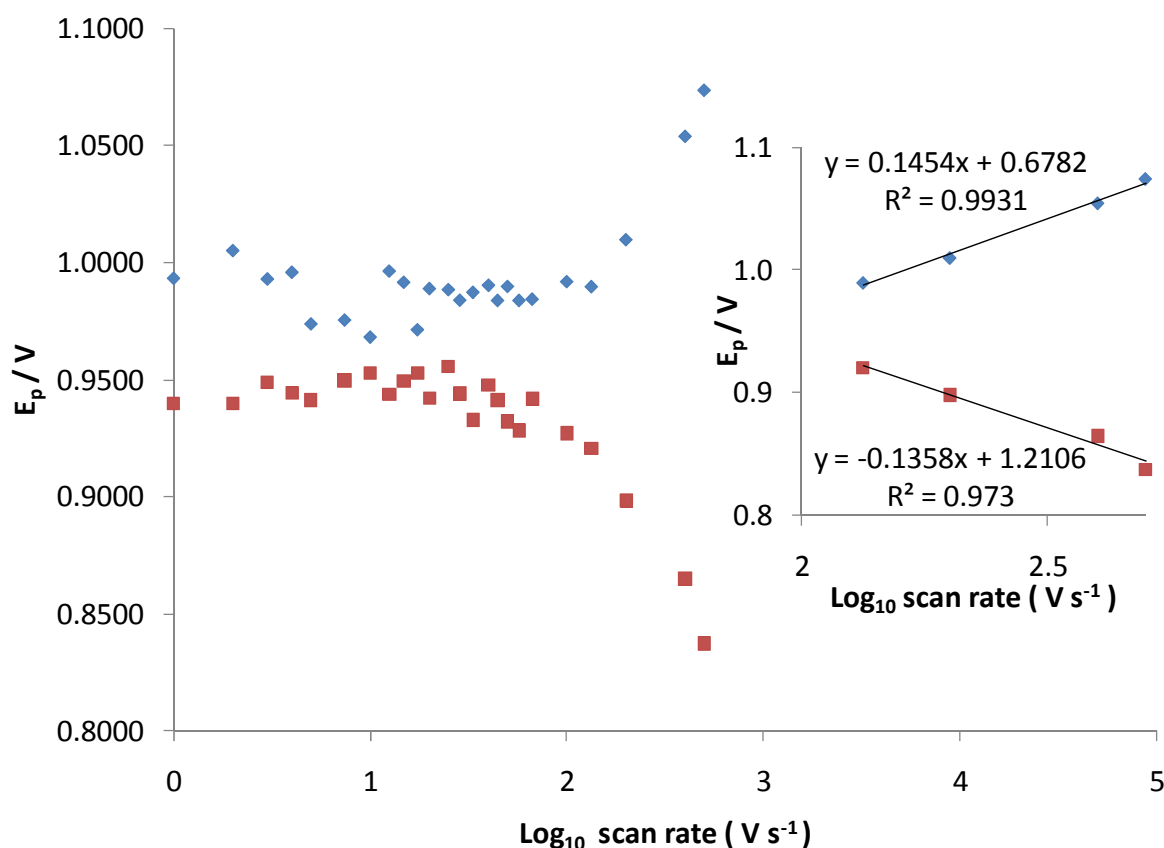 1.1000
1.0500
1.0000
0.9500
0.9000
0.8500
0.8000
E_p / V
0
1
2
3
4
5
Log₁₀ scan rate ( V s⁻¹)
1.1
1.0
0.9
0.8
E_p / V
y = 0.1454x + 0.6782
R² = 0.9931
y = -0.1358x + 1.2106
R² = 0.973
2
2.5
Log₁₀ scan rate ( V s⁻¹)